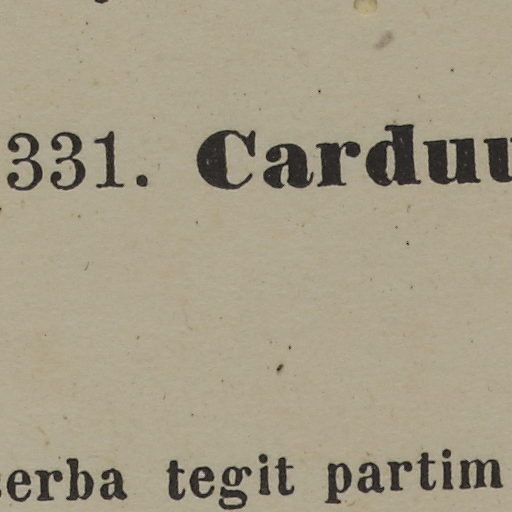 331. Carduu
erba tegit partim